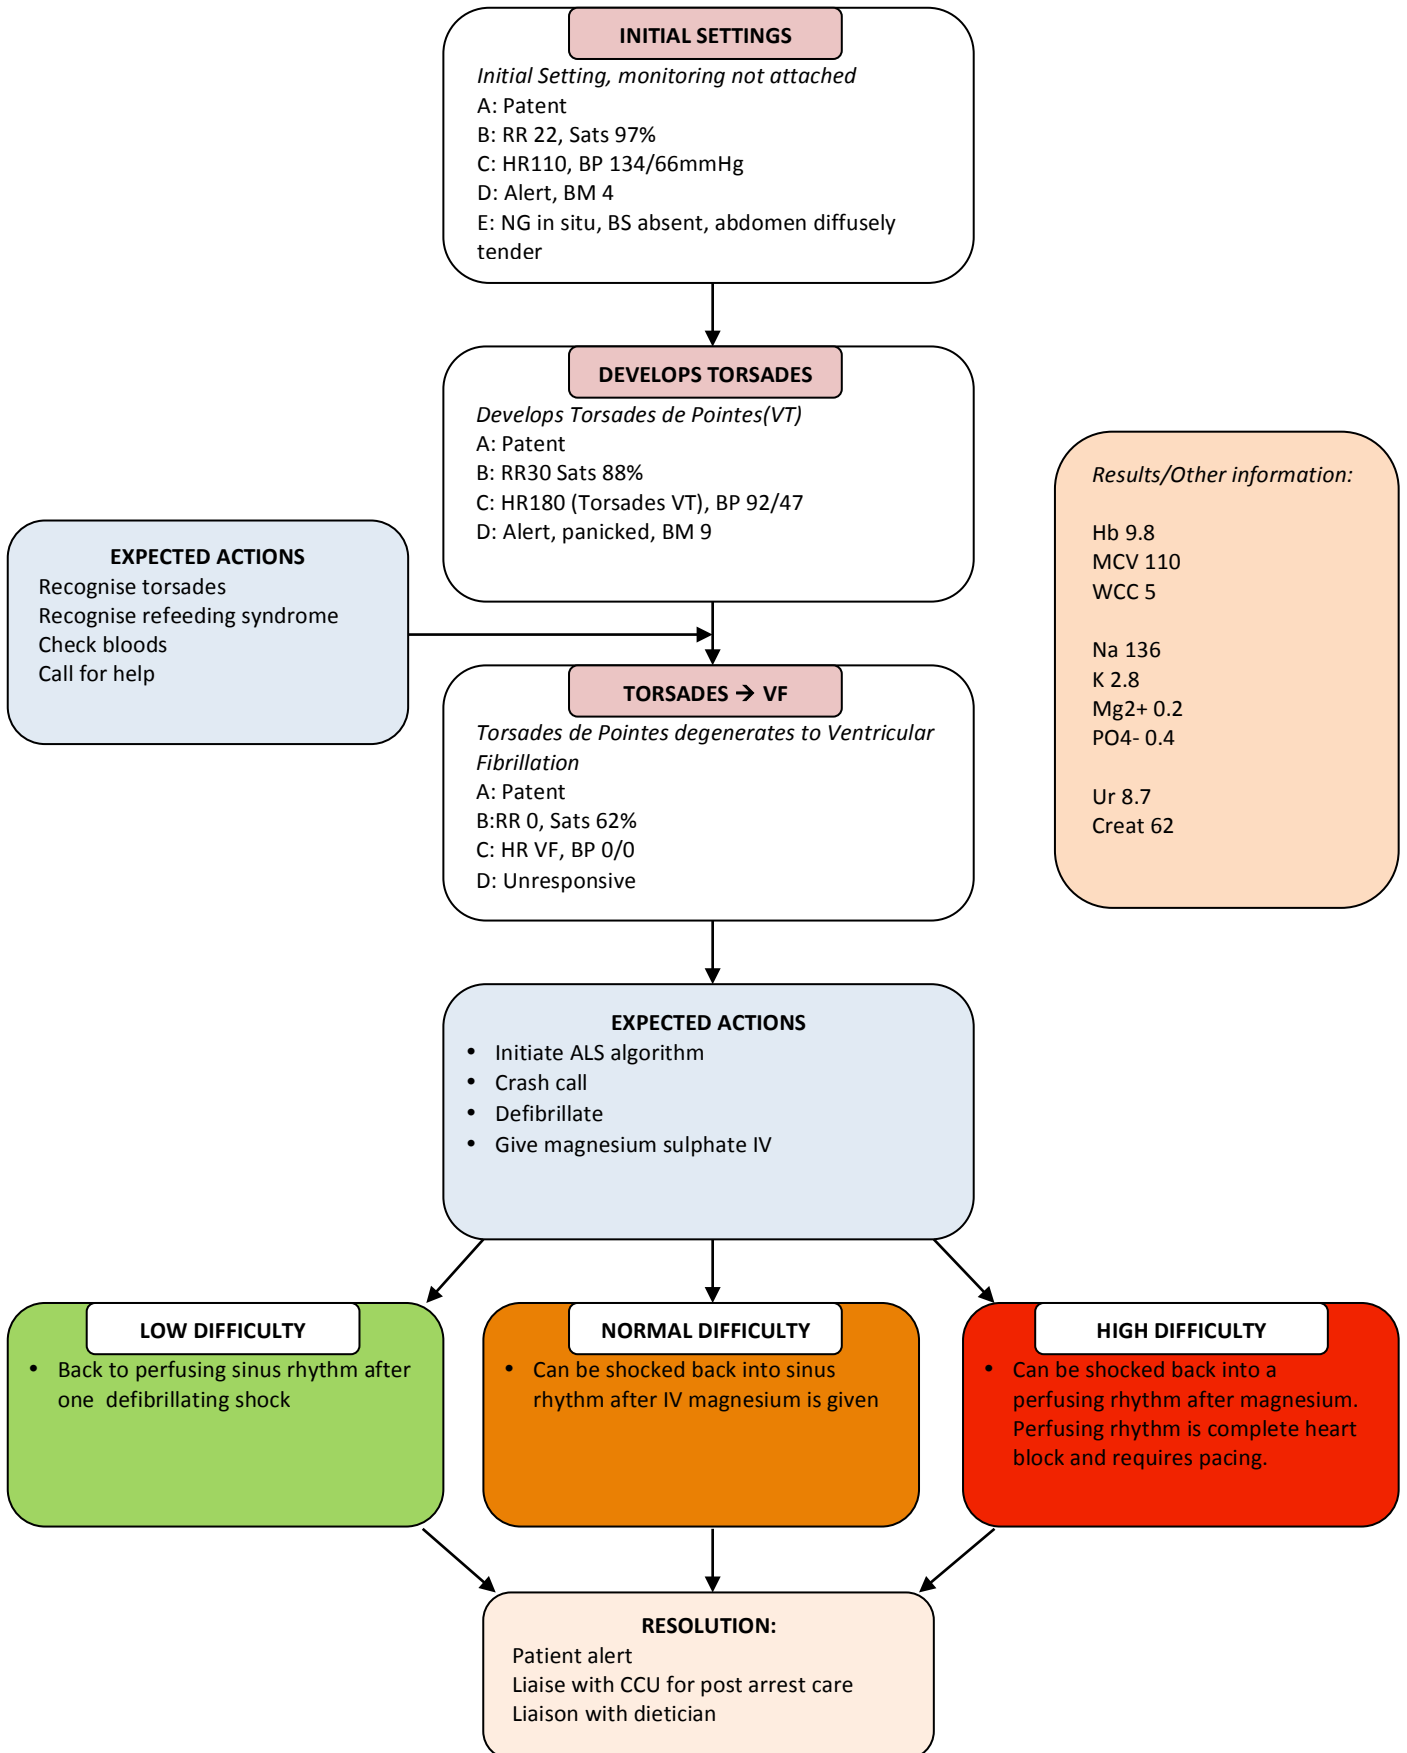 INITIAL SETTINGS
Initial Setting, monitoring not attached
A: Patent
B: RR 22, Sats 97%
C: HR110, BP 134/66mmHg
D: Alert, BM 4
E: NG in situ, BS absent, abdomen diffusely
tender
DEVELOPS TORSADES
Develops Torsades de Pointes(VT)
A: Patent
B: RR30 Sats 88%
C: HR180 (Torsades VT), BP 92/47
D: Alert, panicked, BM 9
Results/Other information:
Hb 9.8
MCV 110
WCC 5
Na 136
K 2.8
Mg2+ 0.2
PO4- 0.4
Ur 8.7
Creat 62
EXPECTED ACTIONS
Recognise torsades
Recognise refeeding syndrome
Check bloods
Call for help
TORSADES → VF
Torsades de Pointes degenerates to Ventricular
Fibrillation
A: Patent
B:RR 0, Sats 62%
C: HR VF, BP 0/0
D: Unresponsive
EXPECTED ACTIONS
• Initiate ALS algorithm
• Crash call
• Defibrillate
• Give magnesium sulphate IV
LOW DIFFICULTY
• Back to perfusing sinus rhythm after
one defibrillating shock
NORMAL DIFFICULTY
• Can be shocked back into sinus
rhythm after IV magnesium is given
HIGH DIFFICULTY
• Can be shocked back into a
perfusing rhythm after magnesium.
Perfusing rhythm is complete heart
block and requires pacing.
RESOLUTION:
Patient alert
Liaise with CCU for post arrest care
Liaison with dietician